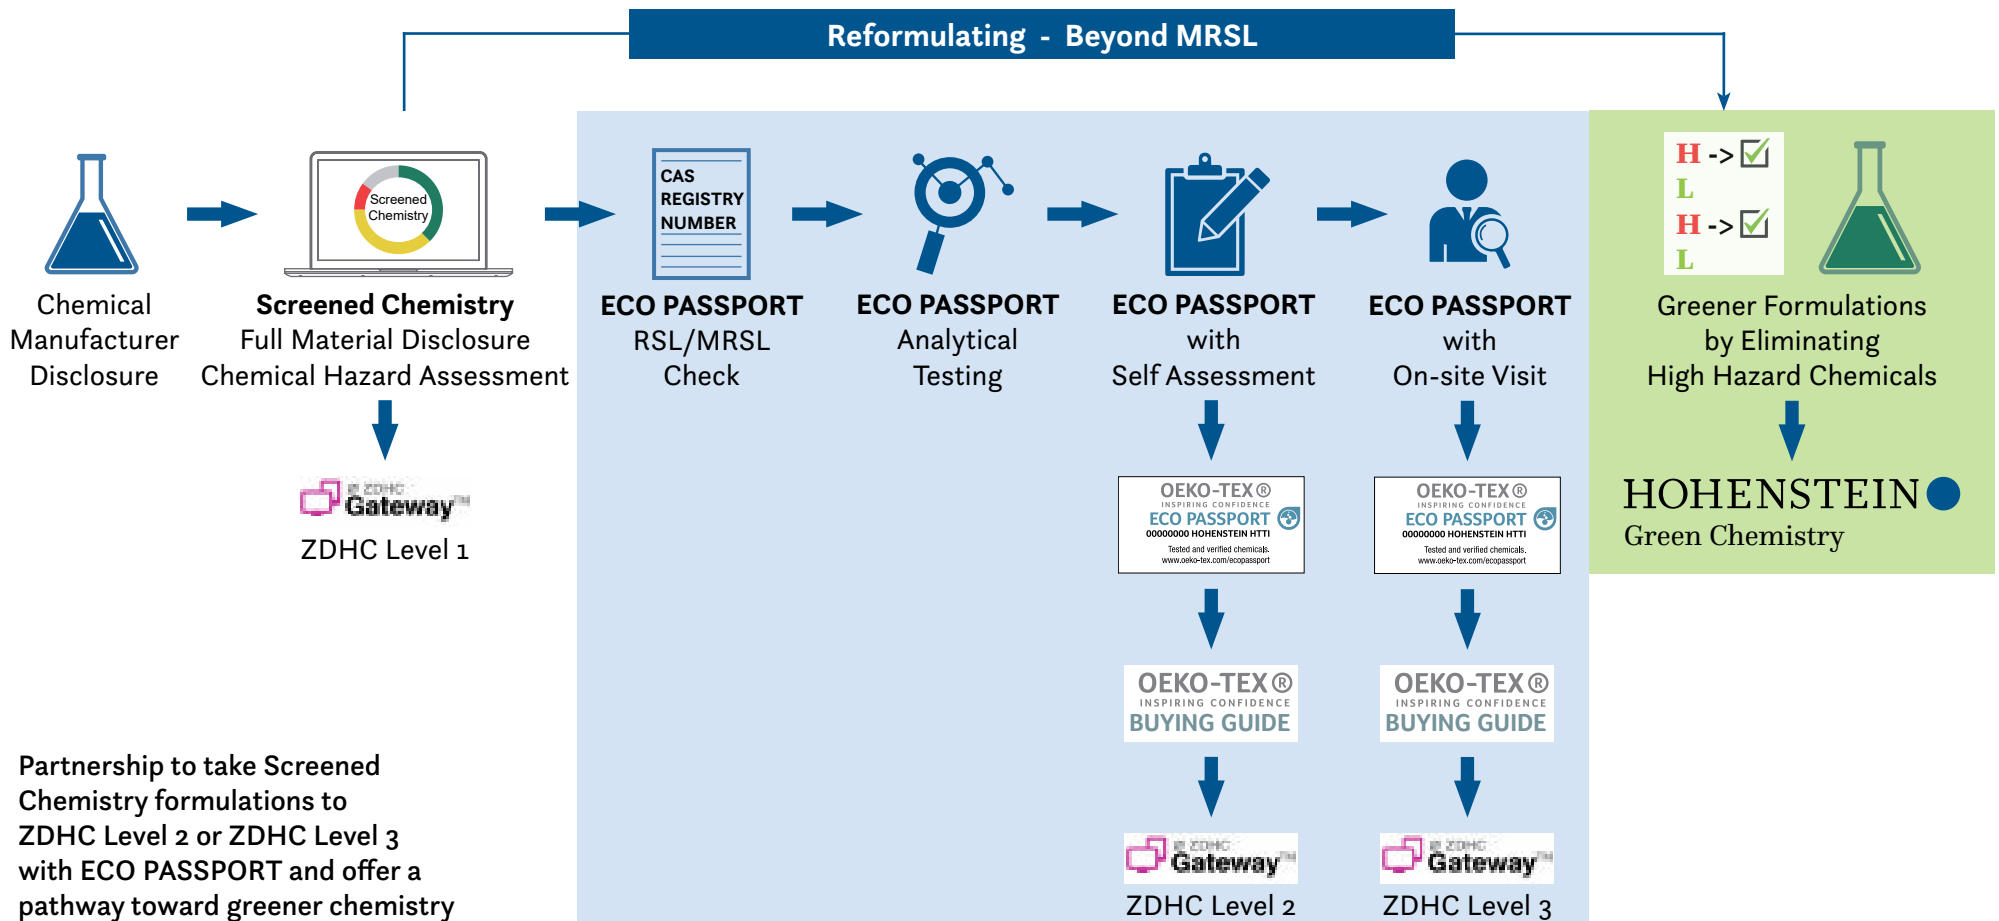 Reformulating - Beyond MRSL
Screened
Chemistry
CAS
REGISTRY
NUMBER
H ->
L
H ->
L
Chemical
Manufacturer
Disclosure
Screened Chemistry
Full Material Disclosure
Chemical Hazard Assessment
ECO PASSPORT
RSL/MRSL
Check
ECO PASSPORT
Analytical
Testing
ECO PASSPORT
with
Self Assessment
ECO PASSPORT
with
On-site Visit
Greener Formulations
by Eliminating
High Hazard Chemicals
ZDHC
Gateway™
ZDHC Level 1
OEKO-TEX®
INSPIRING CONFIDENCE
ECO PASSPORT
00000000 HOHENSTEIN HTTI
Tested and verified chemicals.
www.oeko-tex.com/ecopassport
OEKO-TEX®
INSPIRING CONFIDENCE
ECO PASSPORT
00000000 HOHENSTEIN HTTI
Tested and verified chemicals.
www.oeko-tex.com/ecopassport
HOHENSTEIN
Green Chemistry
OEKO-TEX®
INSPIRING CONFIDENCE
BUYING GUIDE
OEKO-TEX®
INSPIRING CONFIDENCE
BUYING GUIDE
ZDHC
Gateway™
ZDHC Level 2
ZDHC
Gateway™
ZDHC Level 3
Partnership to take Screened
Chemistry formulations to
ZDHC Level 2 or ZDHC Level 3
with ECO PASSPORT and offer a
pathway toward greener chemistry